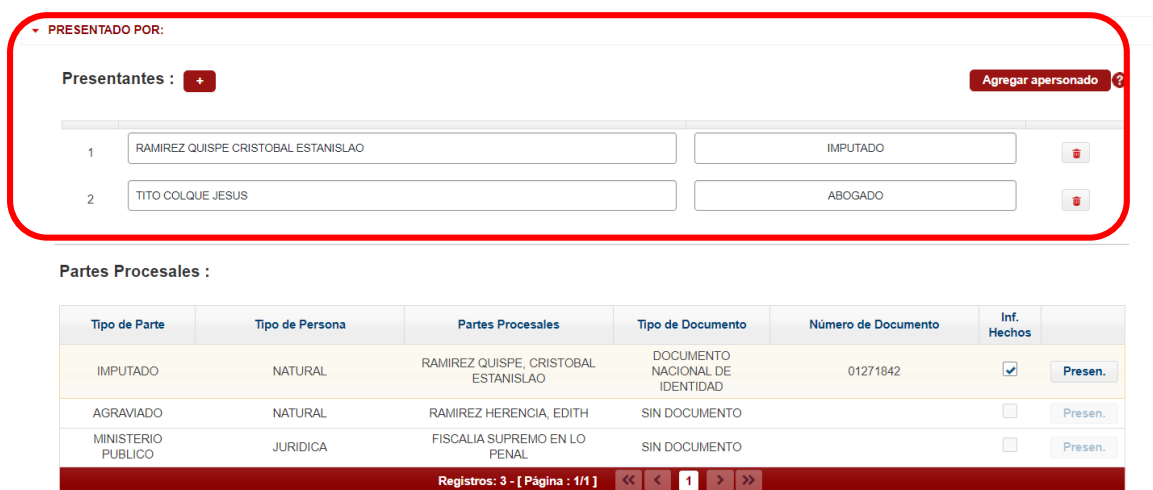 PRESENTADO POR:
Presentantes : +
Agregar apersonado ?
1 RAMIREZ QUISPE CRISTOBAL ESTANISLAO IMPUTADO
2 TITO COLQUE JESUS ABOGADO
Partes Procesales :
Tipo de Parte Tipo de Persona Partes Procesales Tipo de Documento Número de Documento Inf. Hechos
IMPUTADO NATURAL RAMIREZ QUISPE, CRISTOBAL ESTANISLAO DOCUMENTO NACIONAL DE IDENTIDAD 01271842 Presen.
AGRAVIADO NATURAL RAMIREZ HERENCIA, EDITH SIN DOCUMENTO Presen.
MINISTERIO PUBLICO JURIDICA FISCALIA SUPREMO EN LO PENAL SIN DOCUMENTO Presen.
Registros: 3 - [ Página : 1/1 ] 1